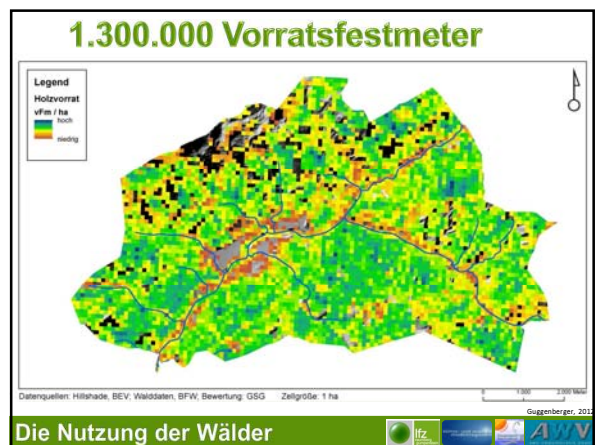 1.300.000 Vorratsfestmeter
Legend
Holzvorrat
vFm / ha
hoch
niedrig
Datenquellen: Hillshade, BEV; Walddaten, BFW; Bewertung: GSG Zellgröße: 1 ha
0 1.000 2.000 Meter
Guggenberger, 2012
Die Nutzung der Wälder
lfz
AWV